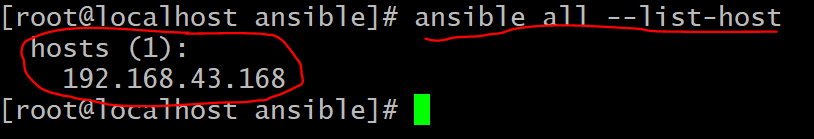 [root@localhost ansible]# ansible all --list-host
hosts (1):
192.168.43.168
[root@localhost ansible]#